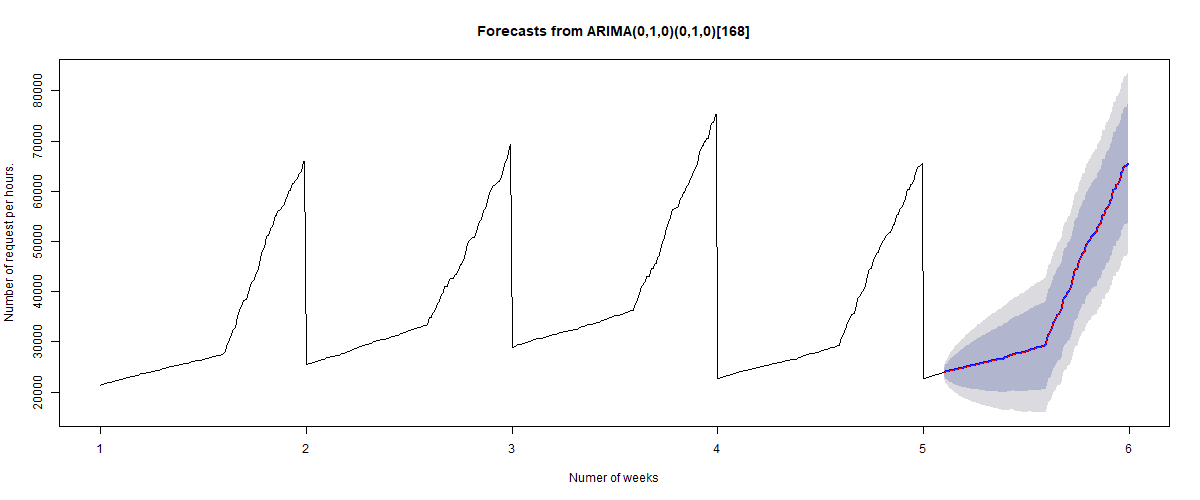 Forecasts from ARIMA(0,1,0)(0,1,0)[168]
Number of request per hours.
80000
70000
60000
50000
40000
30000
20000
1 2 3 4 5 6
Numer of weeks